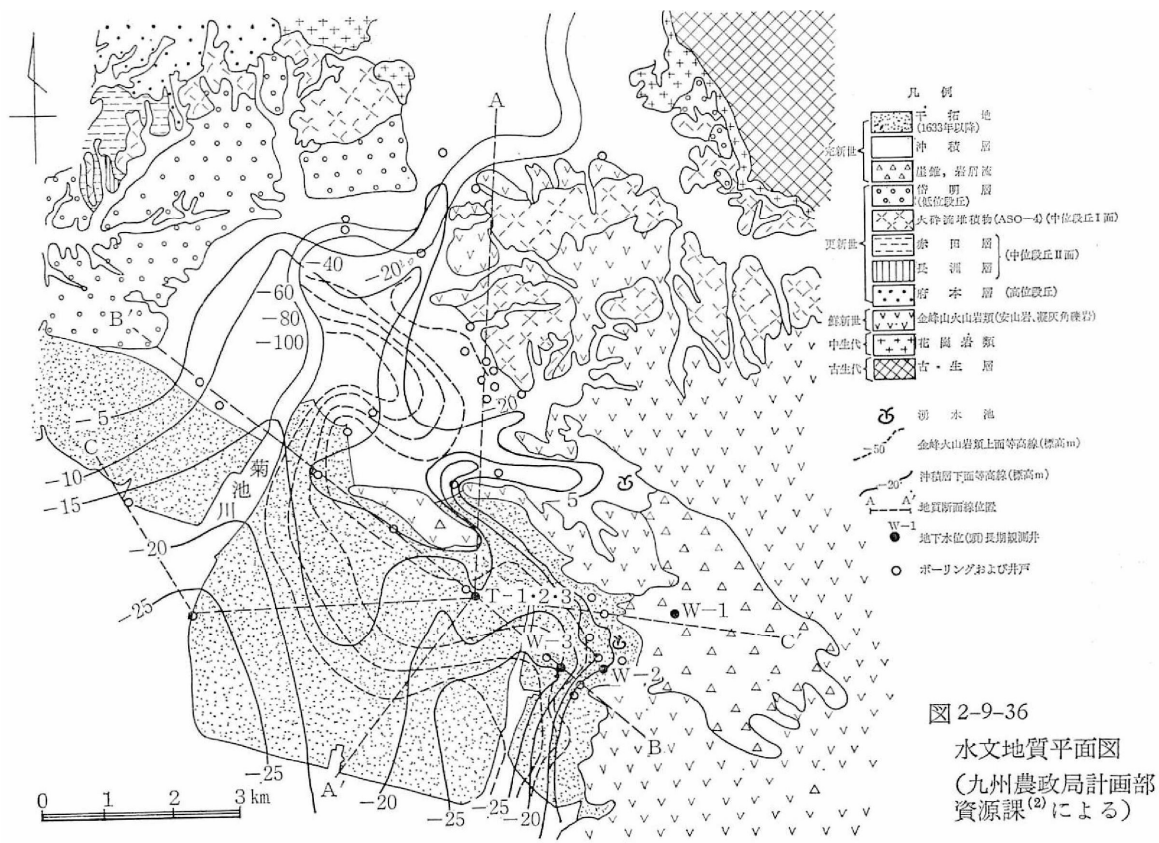 A
-40
-20
-60
-80
-100
B
-5
-10
-15
C
菊池川
-20
20
5
-25
T-1・2・3
W-1
W-3
C'
W-2
B
-25
-20
-25
-25
-20
A'
0 1 2 3 km
凡例
完新世
干拓地
(1633年以降)
沖積層
崖錐，岩屑流
更新世
岱明層
(低位段丘)
火砕流堆積物(ASO-4)(中位段丘I面)
赤田層
長洲層
(中位段丘II面)
府本層 (高位段丘)
鮮新世
金峰山火山岩類(安山岩、凝灰角礫岩)
中生代
花崗岩類
古生代
古・生層
湧水池
-50
金峰火山岩類上面等高線(標高m)
-20
沖積層下面等高線(標高m)
A A'
地質断面線位置
W-1
地下水位(頭)長期観測井
ボーリングおよび井戸
図 2-9-36
水文地質平面図
(九州農政局計画部
資源課(2)による)